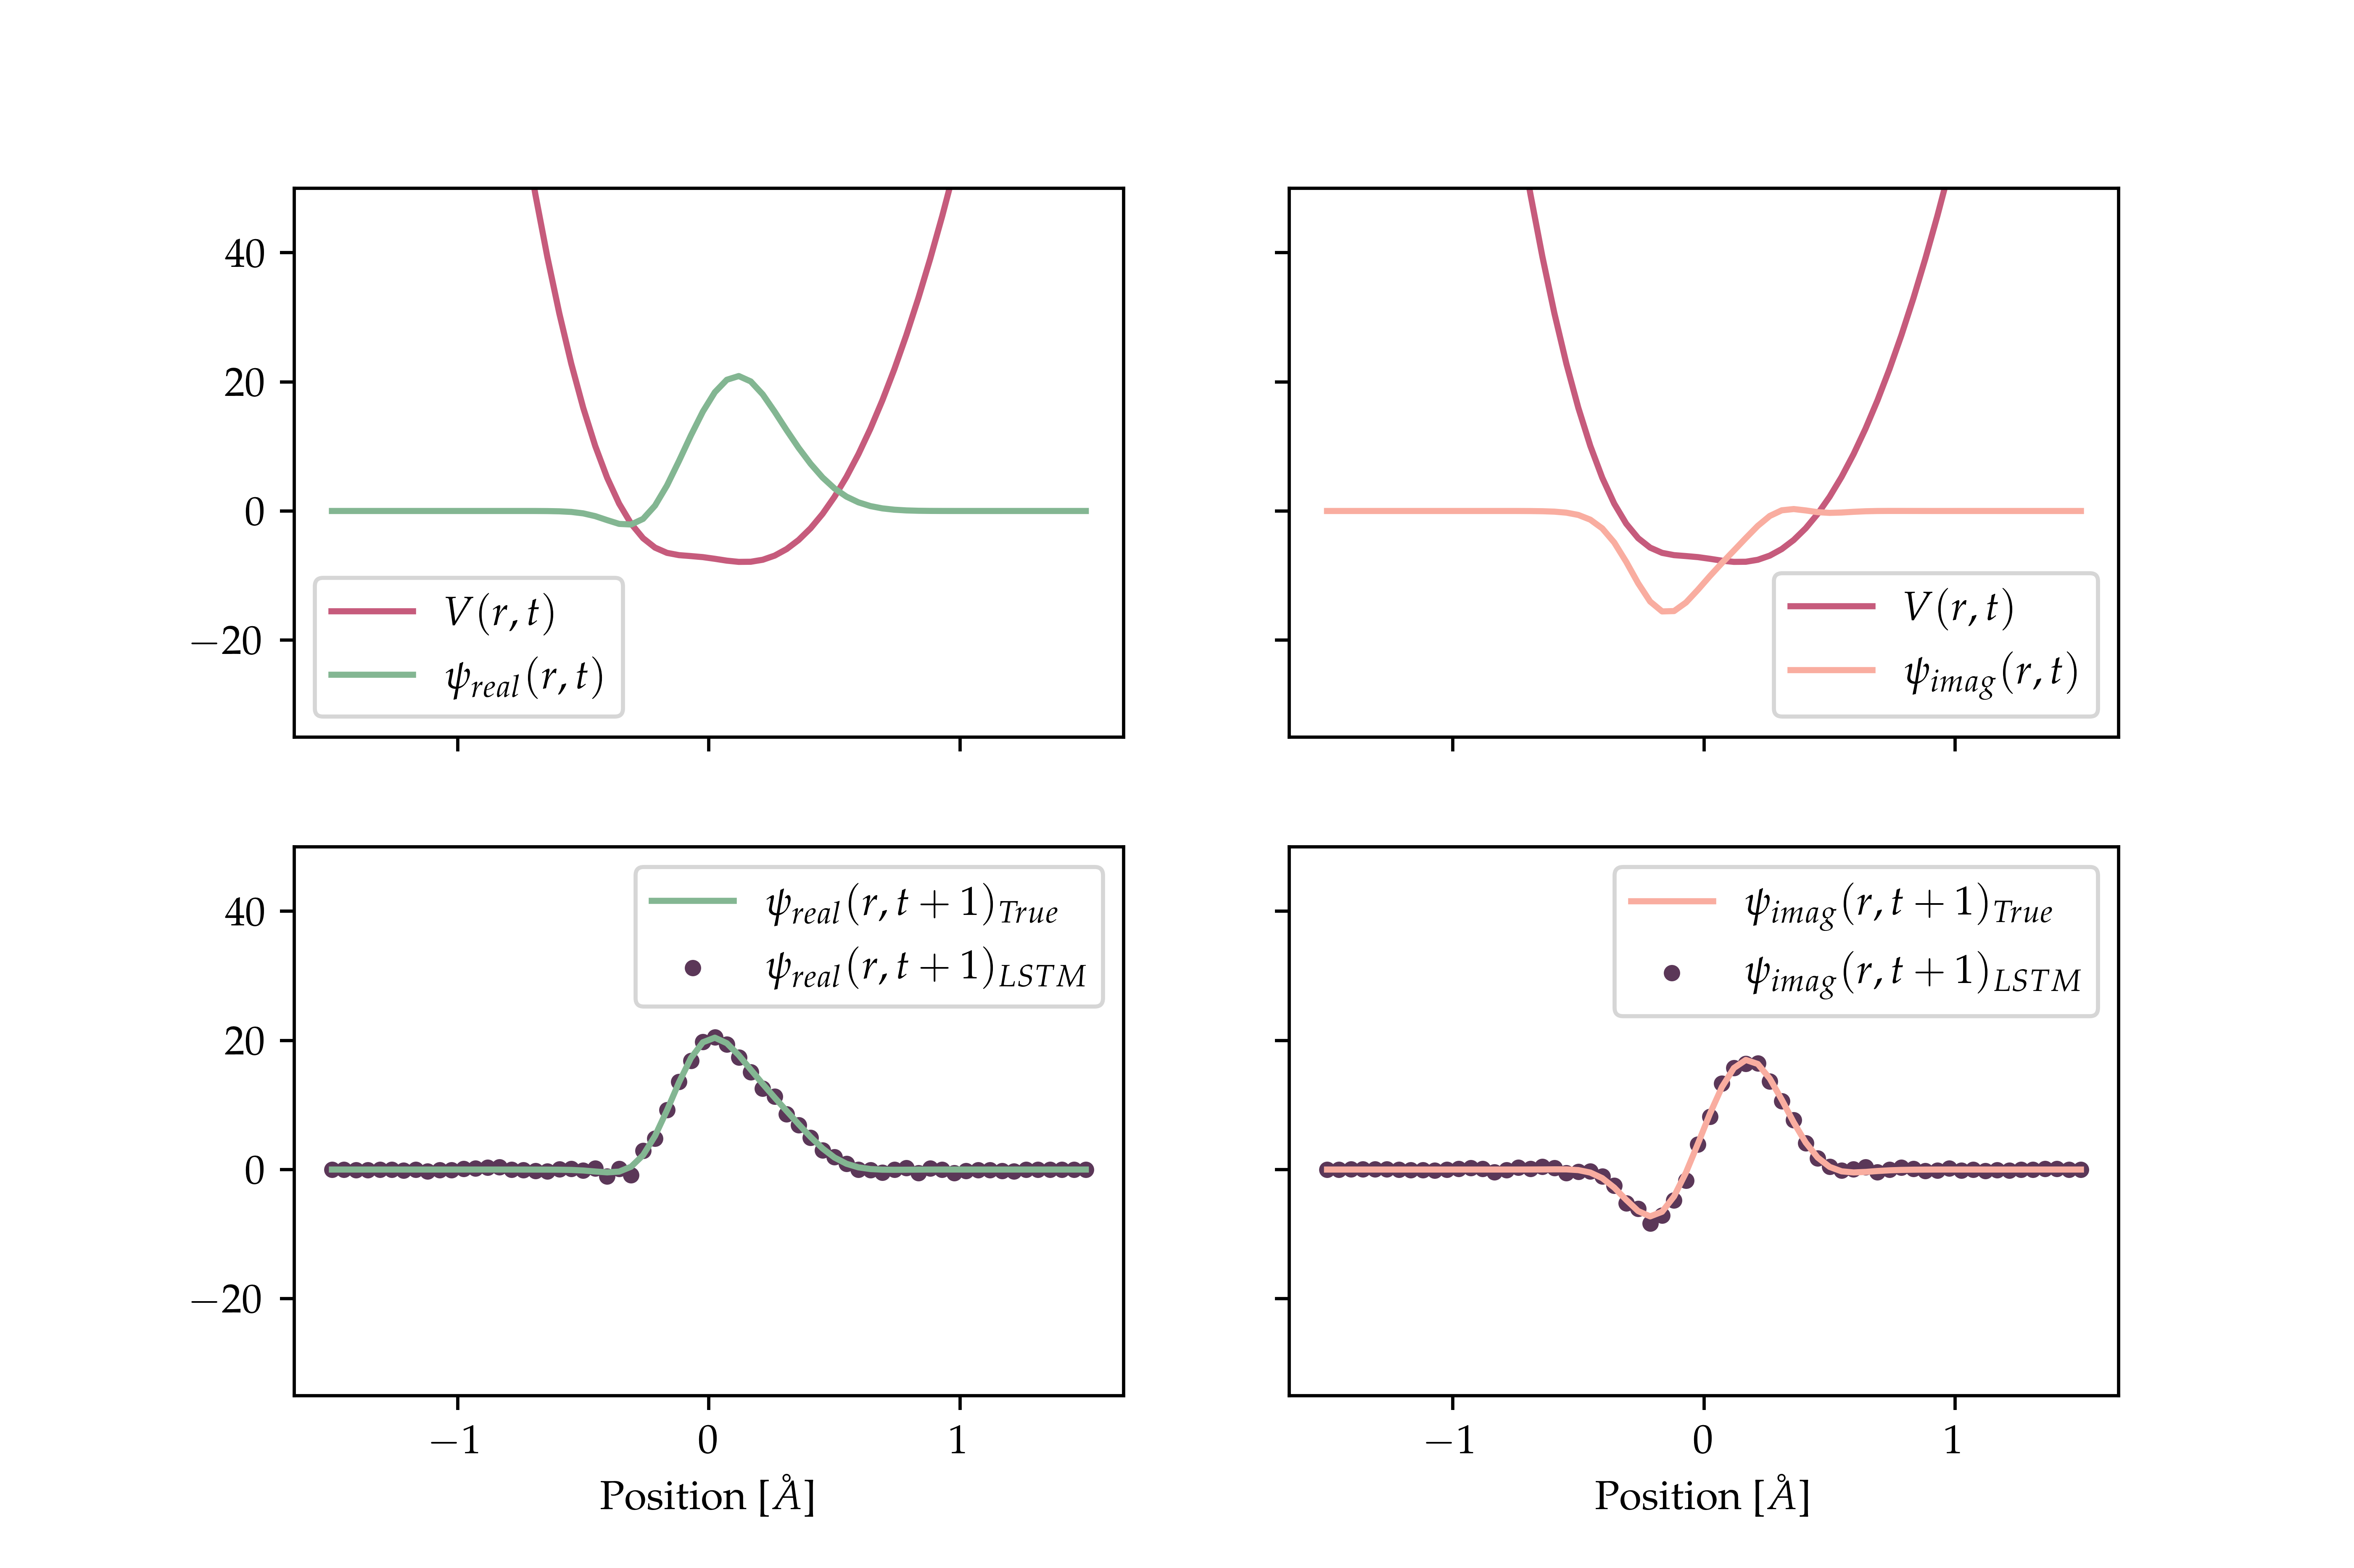 40
20
0
−20
V(r, t)
ψ_real(r, t)
V(r, t)
ψ_imag(r, t)
40
20
0
−20
ψ_real(r, t + 1)_True
ψ_real(r, t + 1)_LSTM
ψ_imag(r, t + 1)_True
ψ_imag(r, t + 1)_LSTM
−1 0 1
Position [Å]
−1 0 1
Position [Å]